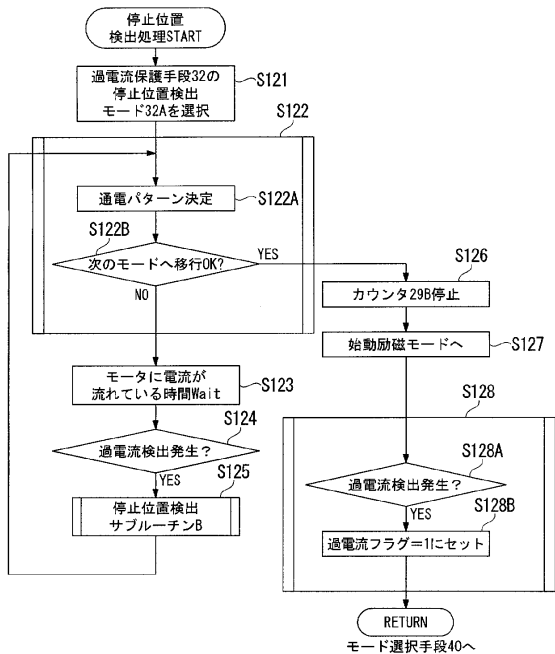 停止位置
検出処理START
過電流保護手段32の
停止位置検出
モード32Aを選択
S121
S122
通電パターン決定
S122A
S122B
次のモードへ移行OK?
YES
NO
S126
カウンタ29B停止
始動励磁モードへ
S127
モータに電流が
流れている時間Wait
S123
S124
過電流検出発生?
YES
S125
停止位置検出
サブルーチンB
S128
S128A
過電流検出発生?
YES
S128B
過電流フラグ=1にセット
RETURN
モード選択手段40へ